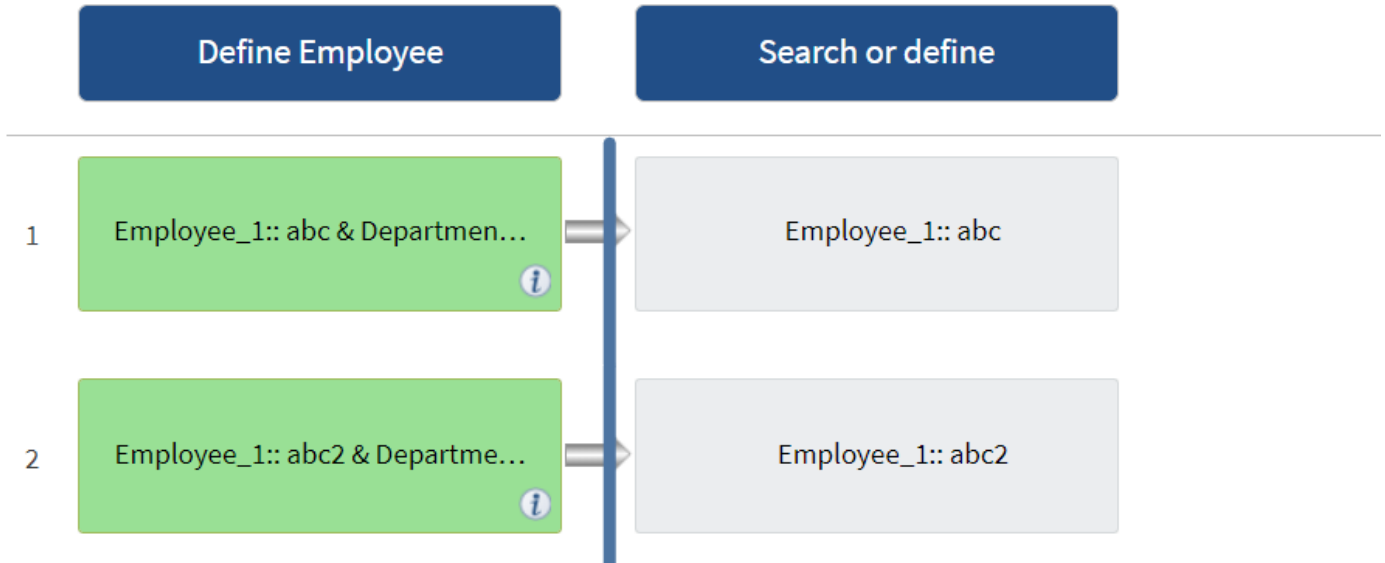 Define Employee
Search or define
1
Employee_1:: abc & Departmen...
Employee_1:: abc
i
2
Employee_1:: abc2 & Departme...
Employee_1:: abc2
i